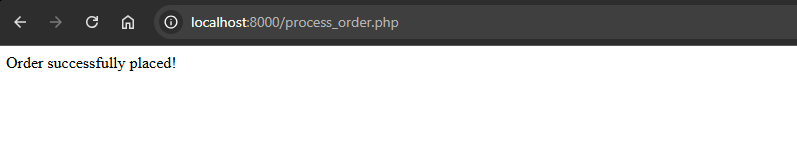 localhost:8000/process_order.php
Order successfully placed!